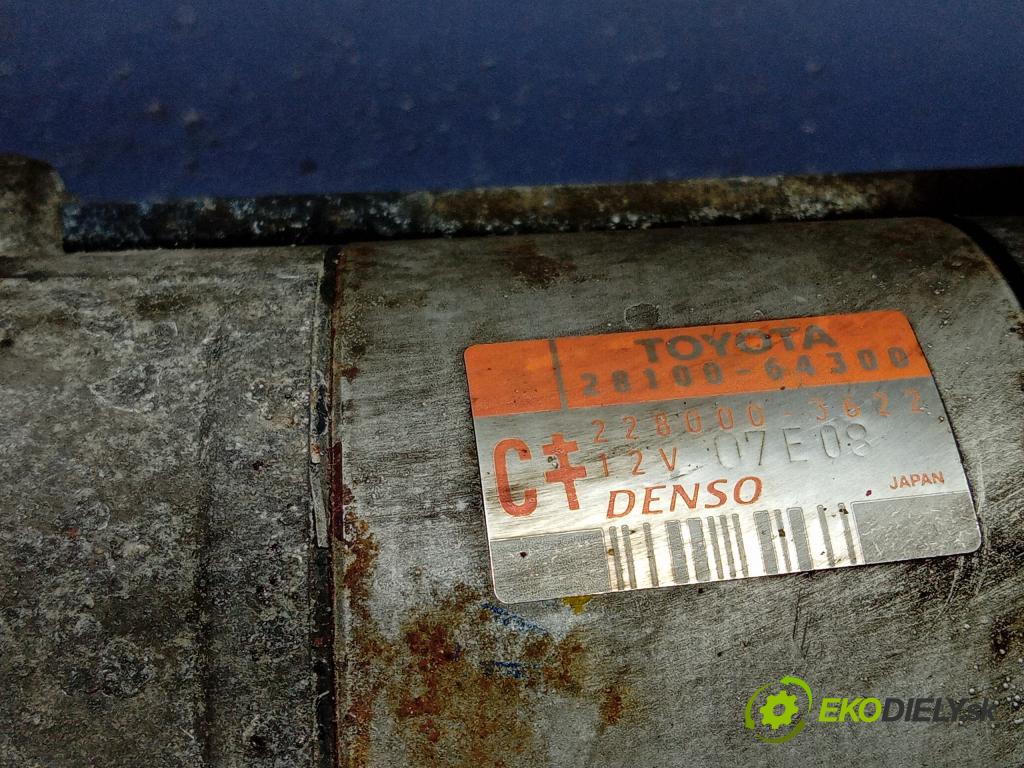 TOYOTA
28100-64300
228000-3622
C 12V 07E08
DENSO
JAPAN
EKODIELY.sk